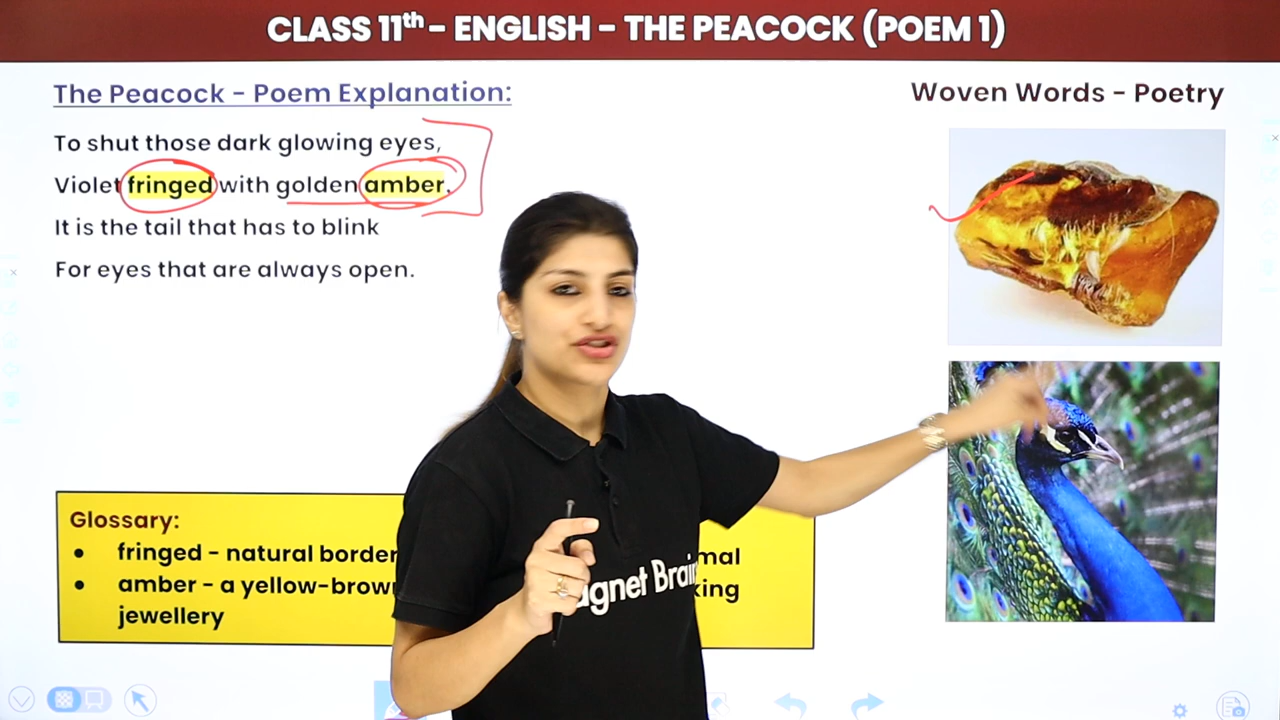 CLASS 11th - ENGLISH - THE PEACOCK (POEM 1)
The Peacock - Poem Explanation:
Woven Words - Poetry
To shut those dark glowing eyes,
Violet fringed with golden amber,
It is the tail that has to blink
For eyes that are always open.
Glossary:
• fringed - natural border
• amber - a yellow-brow
jewellery
agnet Brai